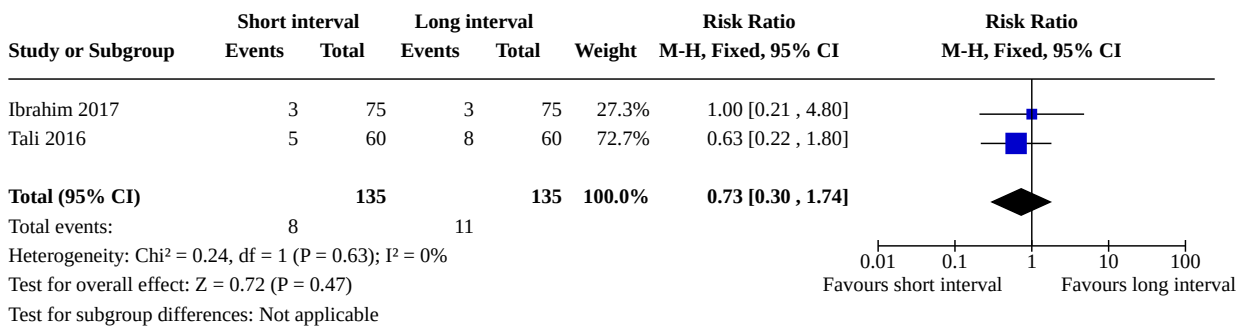 Short interval Long interval Risk Ratio Risk Ratio
Study or Subgroup Events Total Events Total Weight M-H, Fixed, 95% CI M-H, Fixed, 95% CI
Ibrahim 2017 3 75 3 75 27.3% 1.00 [0.21 , 4.80]
Tali 2016 5 60 8 60 72.7% 0.63 [0.22 , 1.80]
Total (95% CI) 135 135 100.0% 0.73 [0.30 , 1.74]
Total events: 8 11
Heterogeneity: Chi² = 0.24, df = 1 (P = 0.63); I² = 0%
0.01 0.1 1 10 100
Test for overall effect: Z = 0.72 (P = 0.47) Favours short interval Favours long interval
Test for subgroup differences: Not applicable